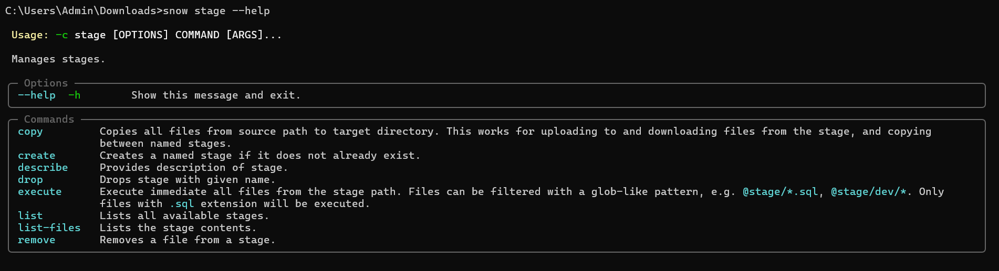 C:\Users\Admin\Downloads>snow stage --help
Usage: -c stage [OPTIONS] COMMAND [ARGS]...
Manages stages.
Options
--help -h Show this message and exit.
Commands
copy Copies all files from source path to target directory. This works for uploading to and downloading files from the stage, and copying
between named stages.
create Creates a named stage if it does not already exist.
describe Provides description of stage.
drop Drops stage with given name.
execute Execute immediate all files from the stage path. Files can be filtered with a glob-like pattern, e.g. @stage/*.sql, @stage/dev/*. Only
files with .sql extension will be executed.
list Lists all available stages.
list-files Lists the stage contents.
remove Removes a file from a stage.